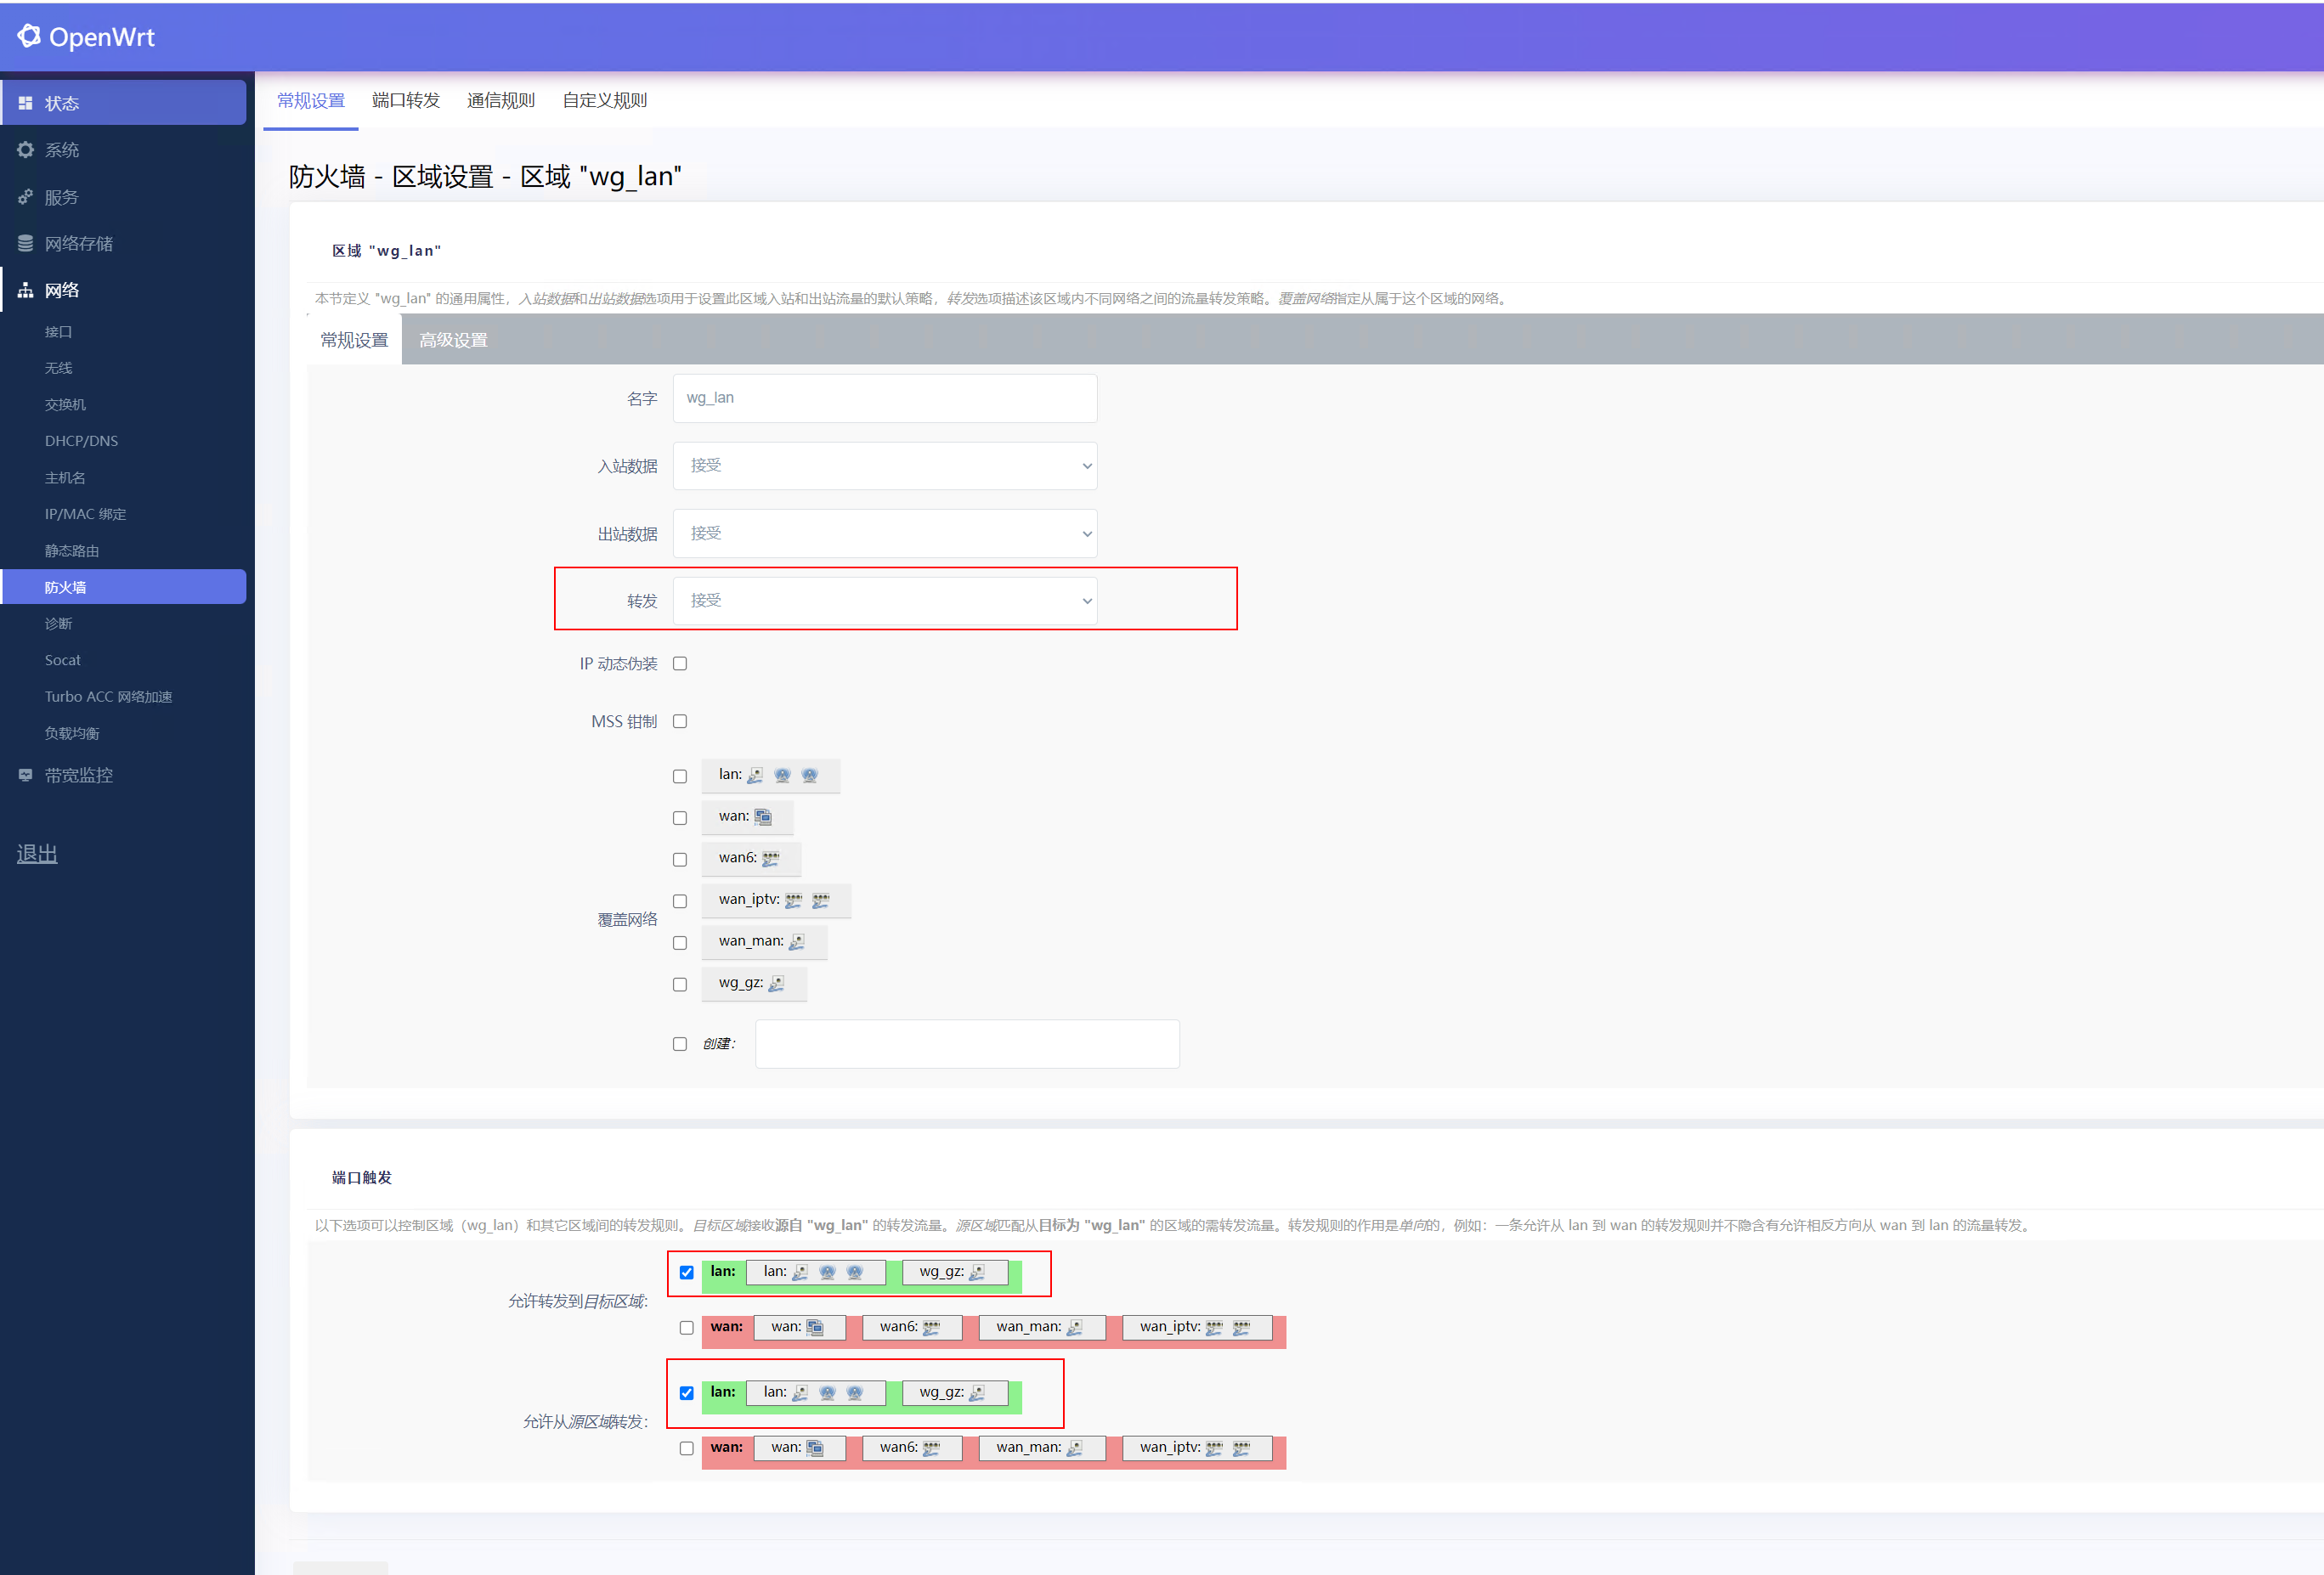 OpenWrt
状态
系统
服务
网络存储
网络
接口
无线
交换机
DHCP/DNS
主机名
IP/MAC 绑定
静态路由
防火墙
诊断
Socat
Turbo ACC 网络加速
负载均衡
带宽监控
退出
常规设置 端口转发 通信规则 自定义规则
防火墙 - 区域设置 - 区域 "wg_lan"
区域 "wg_lan"
本节定义 "wg_lan" 的通用属性，入站数据和出站数据选项用于设置此区域入站和出站流量的默认策略，转发选项描述该区域内不同网络之间的流量转发策略。覆盖网络指定从属于这个区域的网络。
常规设置 高级设置
名字 wg_lan
入站数据 接受
出站数据 接受
转发 接受
IP 动态伪装
MSS 钳制
覆盖网络
lan:
wan:
wan6:
wan_iptv:
wan_man:
wg_gz:
创建：
端口触发
以下选项可以控制区域（wg_lan）和其它区域间的转发规则。目标区域接收源自 "wg_lan" 的转发流量。源区域匹配从目标为 "wg_lan" 的区域的需转发流量。转发规则的作用是单向的，例如：一条允许从 lan 到 wan 的转发规则并不隐含有允许相反方向从 wan 到 lan 的流量转发。
允许转发到目标区域：
lan: lan: wg_gz:
wan: wan: wan6: wan_man: wan_iptv:
允许从源区域转发：
lan: lan: wg_gz:
wan: wan: wan6: wan_man: wan_iptv: